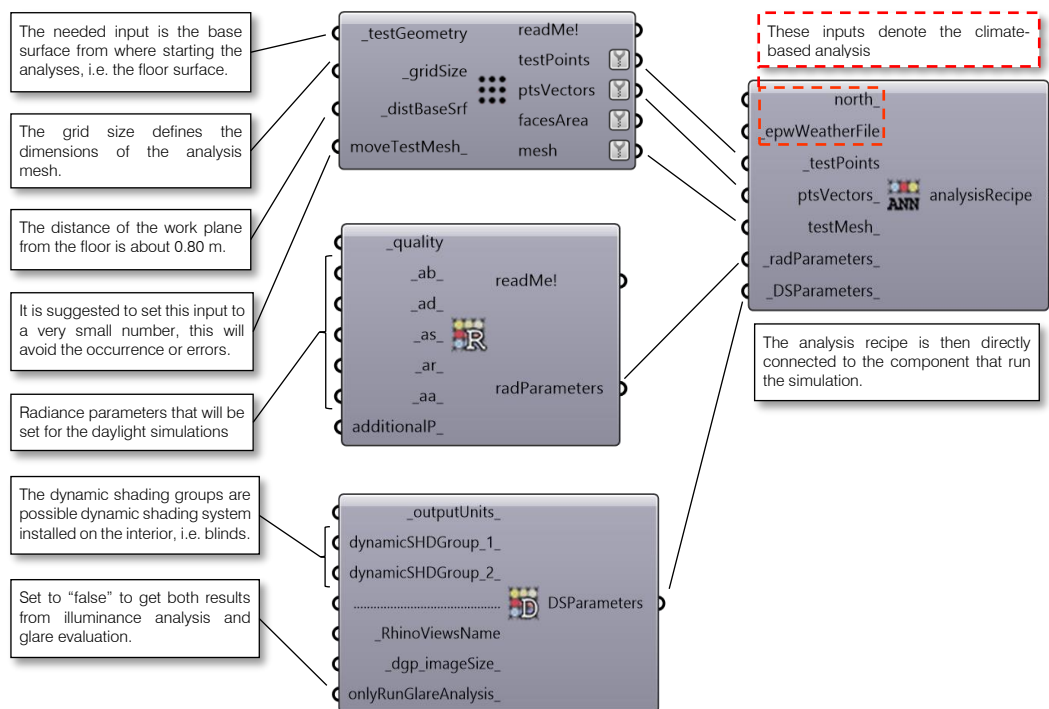 The needed input is the base
surface from where starting the
analyses, i.e. the floor surface.
The grid size defines the
dimensions of the analysis
mesh.
The distance of the work plane
from the floor is about 0.80 m.
It is suggested to set this input to
a very small number, this will
avoid the occurrence or errors.
Radiance parameters that will be
set for the daylight simulations
The dynamic shading groups are
possible dynamic shading system
installed on the interior, i.e. blinds.
Set to “false” to get both results
from illuminance analysis and
glare evaluation.
_testGeometry
_gridSize
_distBaseSrf
moveTestMesh_
readMe!
testPoints
ptsVectors
facesArea
mesh
_quality
_ab_
_ad_
_as_
_ar_
_aa_
additionalP_
R
readMe!
radParameters
_outputUnits_
dynamicSHDGroup_1_
dynamicSHDGroup_2_
................................................
_RhinoViewsName
_dgp_imageSize_
onlyRunGlareAnalysis_
D
DSParameters
These inputs denote the climate-
based analysis
north_
_epwWeatherFile
_testPoints
ptsVectors_
testMesh_
_radParameters_
_DSParameters_
ANN
analysisRecipe
The analysis recipe is then directly
connected to the component that run
the simulation.